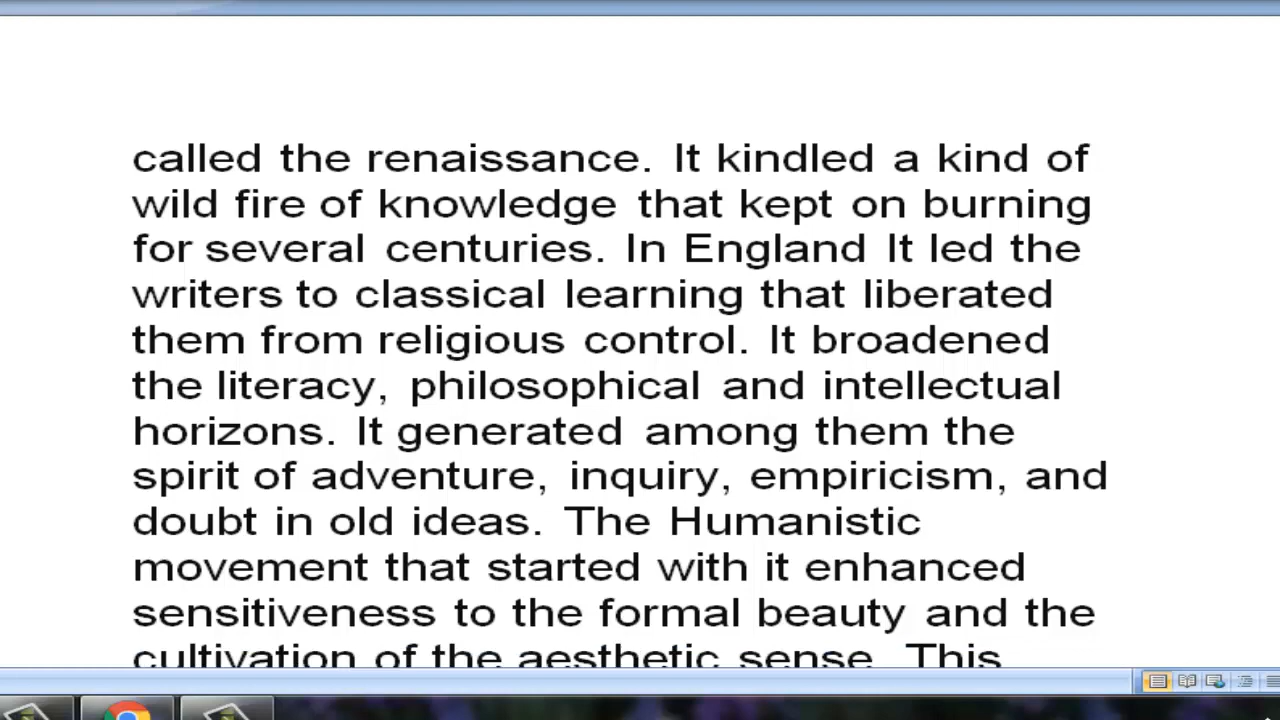 called the renaissance. It kindled a kind of
wild fire of knowledge that kept on burning
for several centuries. In England It led the
writers to classical learning that liberated
them from religious control. It broadened
the literacy, philosophical and intellectual
horizons. It generated among them the
spirit of adventure, inquiry, empiricism, and
doubt in old ideas. The Humanistic
movement that started with it enhanced
sensitiveness to the formal beauty and the
cultivation of the aesthetic sense. This